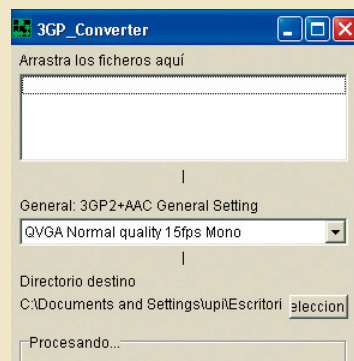 3GP_Converter
Arrastra los ficheros aquí
General: 3GP2+AAC General Setting
QVGA Normal quality 15fps Mono
Directorio destino
C:\Documents and Settings\upi\Escritori eleccion
Procesando...